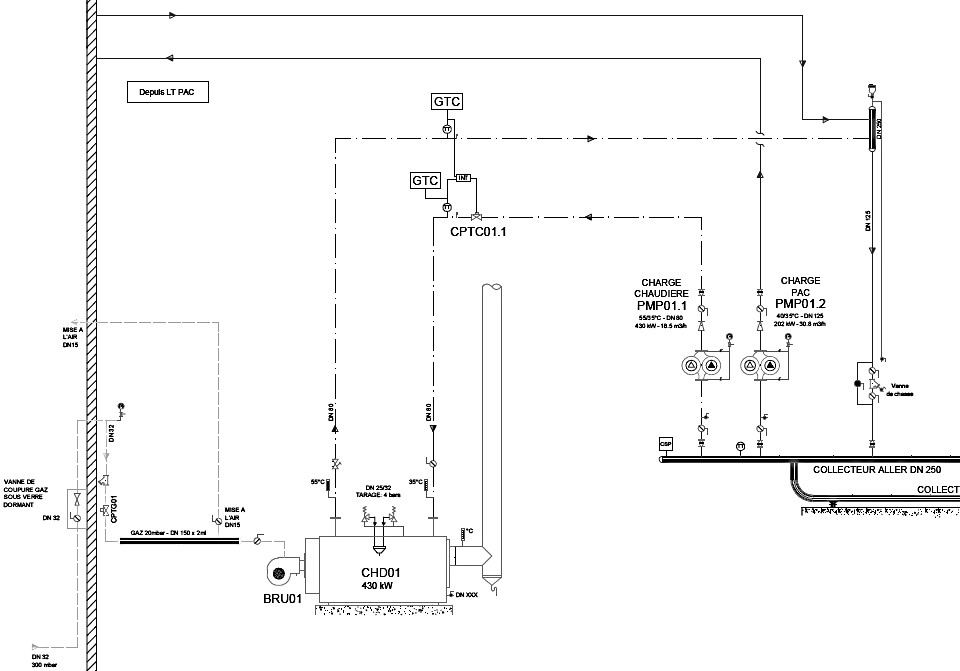 Depuis LT PAC
GTC
TT
DN 250
GTC
INT
TT
CPTC01.1
DN 125
CHARGE
CHAUDIERE
PMP01.1
55/35°C - DN 80
430 kW - 18.5 m3/h
CHARGE
PAC
PMP01.2
40/35°C - DN 125
202 kW - 30.8 m3/h
MISE A
L'AIR
DN15
Vanne
de chasse
DN 80
DN 80
DN32
CSP
TT
COLLECTEUR ALLER DN 250
COLLECT
VANNE DE
COUPURE GAZ
SOUS VERRE
DORMANT
DN 32
CPTG01
55°C
35°C
DN 25/32
TARAGE: 4 bars
MISE A
L'AIR
DN15
GAZ 20mbar - DN 150 x 2ml
°C
CHD01
430 kW
BRU01
DN XXX
DN 32
300 mbar